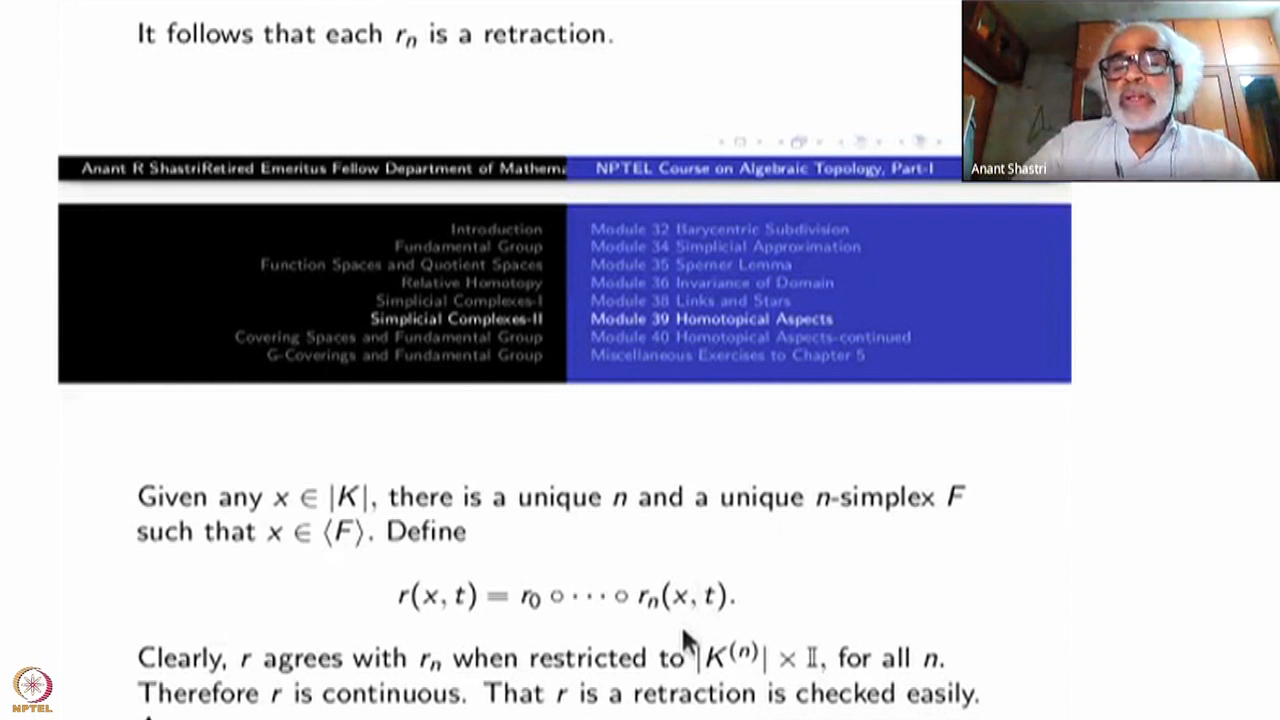 It follows that each rₙ is a retraction.
Anant Shastri
Anant R ShastriRetired Emeritus Fellow Department of Mathema
NPTEL Course on Algebraic Topology, Part-I
Introduction
Fundamental Group
Function Spaces and Quotient Spaces
Relative Homotopy
Simplicial Complexes-I
Simplicial Complexes-II
Covering Spaces and Fundamental Group
G-Coverings and Fundamental Group
Module 32 Barycentric Subdivision
Module 34 Simplicial Approximation
Module 35 Sperner Lemma
Module 36 Invariance of Domain
Module 38 Links and Stars
Module 39 Homotopical Aspects
Module 40 Homotopical Aspects-continued
Miscellaneous Exercises to Chapter 5
Given any x ∈ |K|, there is a unique n and a unique n-simplex F
such that x ∈ ⟨F⟩. Define
r(x, t) = r₀ ∘ ⋯ ∘ rₙ(x, t).
Clearly, r agrees with rₙ when restricted to |K⁽ⁿ⁾| × 𝕀, for all n.
Therefore r is continuous. That r is a retraction is checked easily.
NPTEL